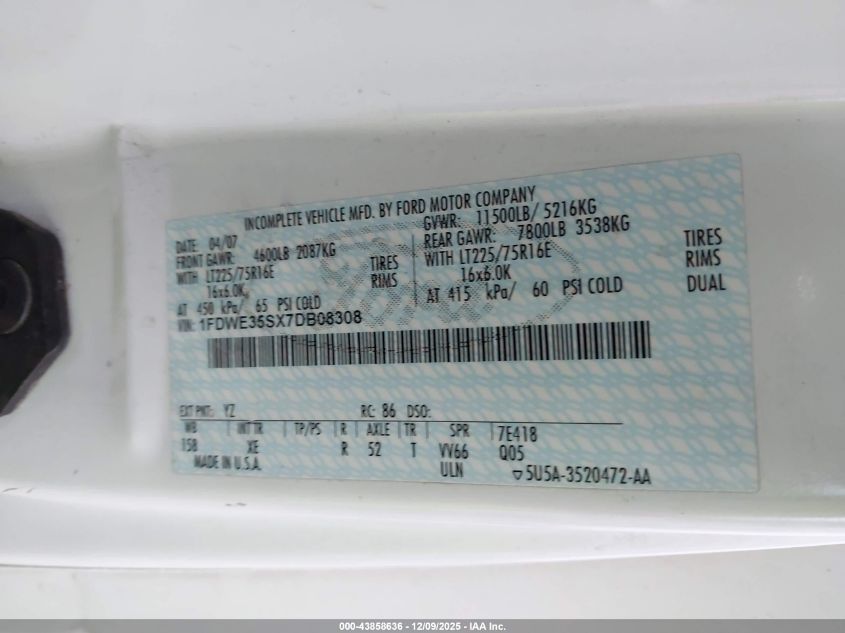 INCOMPLETE VEHICLE MFD. BY FORD MOTOR COMPANY
DATE: 04/07 GVWR: 11500LB/ 5216KG
FRONT GAWR: 4600LB 2087KG REAR GAWR: 7800LB 3538KG
WITH LT225/75R16E TIRES WITH LT225/75R16E TIRES
16x6.0K RIMS 16x6.0K RIMS
AT 450 kPa/ 65 PSI COLD AT 415 kPa/ 60 PSI COLD DUAL
VIN: 1FDWE35SX7DB08308
EXT PNT: YZ RC: 86 DSO:
WB INT TR TP/PS R AXLE TR SPR 7E418
158 XE R 52 T VV66 Q05
MADE IN U.S.A. ULN 5U5A-3520472-AA
000-43858636 | 12/09/2025 - IAA Inc.